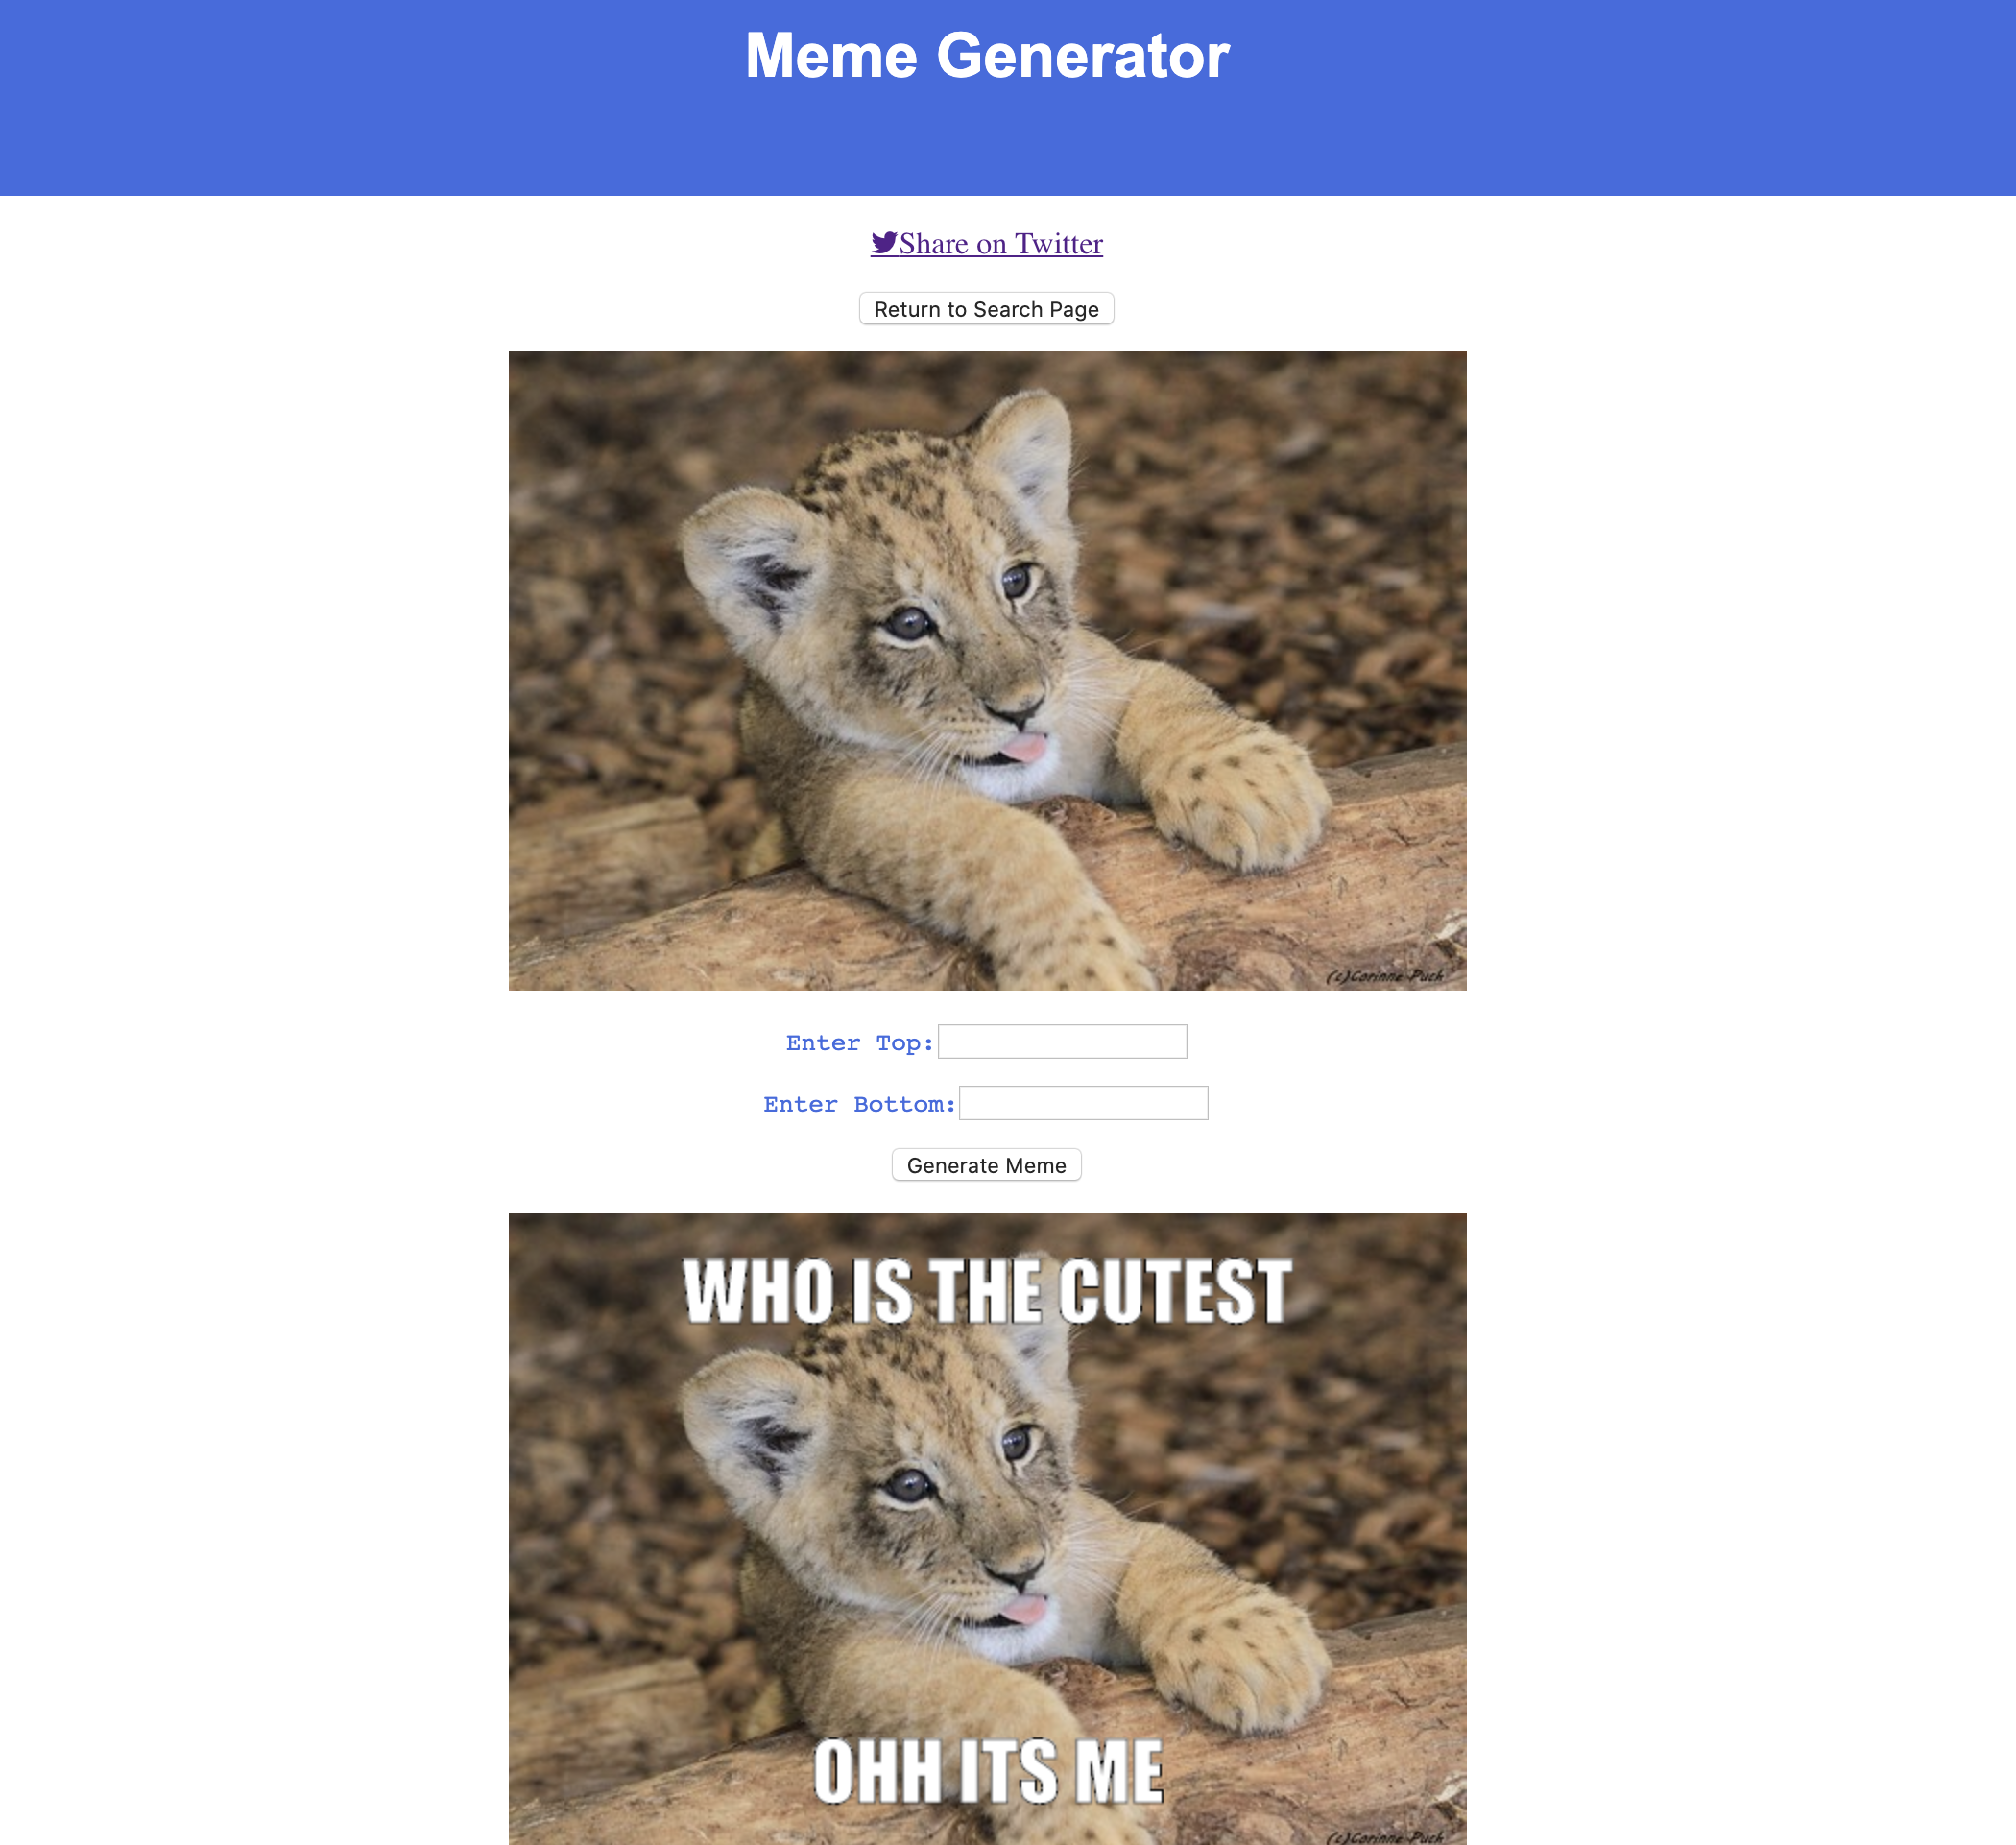 Meme Generator
Share on Twitter
Return to Search Page
(c)Corinne Puch
Enter Top:
Enter Bottom:
Generate Meme
WHO IS THE CUTEST
OHH ITS ME
(c)Corinne Puch